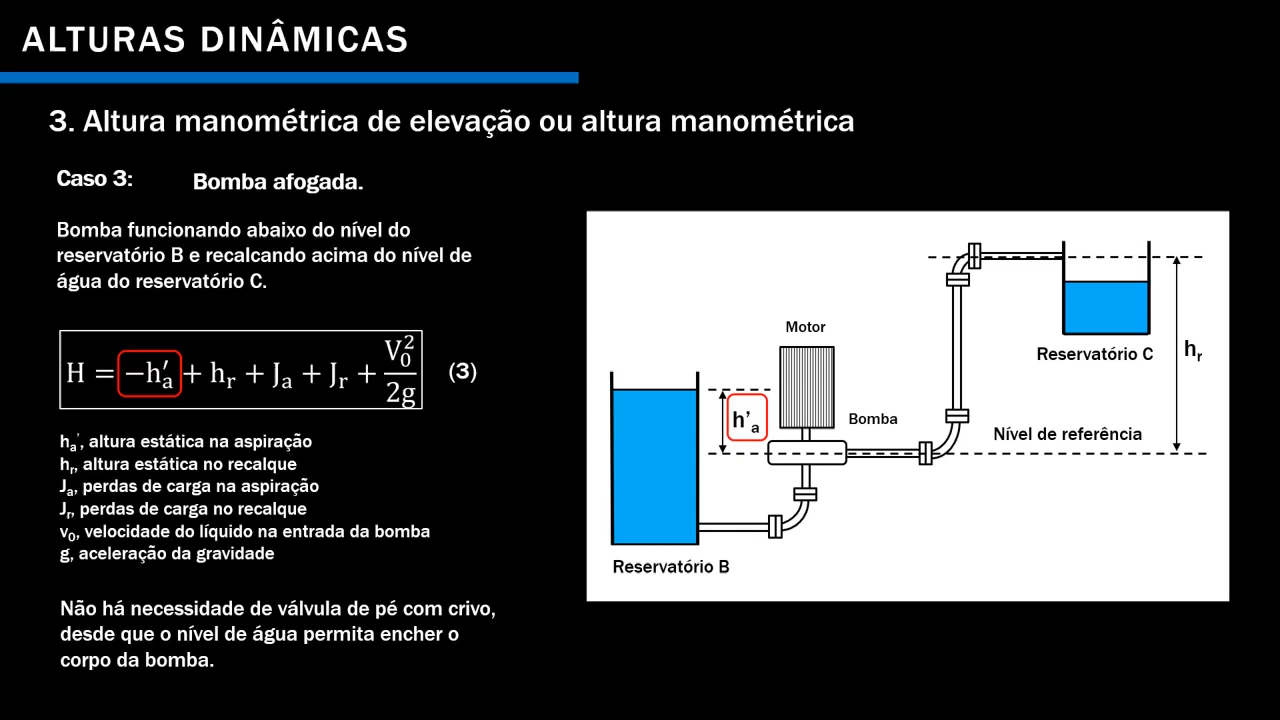 ALTURAS DINÂMICAS
3. Altura manométrica de elevação ou altura manométrica
Caso 3: Bomba afogada.
Bomba funcionando abaixo do nível do
reservatório B e recalcando acima do nível de
água do reservatório C.
H = −h′ₐ + hᵣ + Jₐ + Jᵣ + V₀²/2g (3)
hₐ', altura estática na aspiração
hᵣ, altura estática no recalque
Jₐ, perdas de carga na aspiração
Jᵣ, perdas de carga no recalque
v₀, velocidade do líquido na entrada da bomba
g, aceleração da gravidade
Não há necessidade de válvula de pé com crivo,
desde que o nível de água permita encher o
corpo da bomba.
Motor
Reservatório C
hᵣ
h'ₐ
Bomba
Nível de referência
Reservatório B